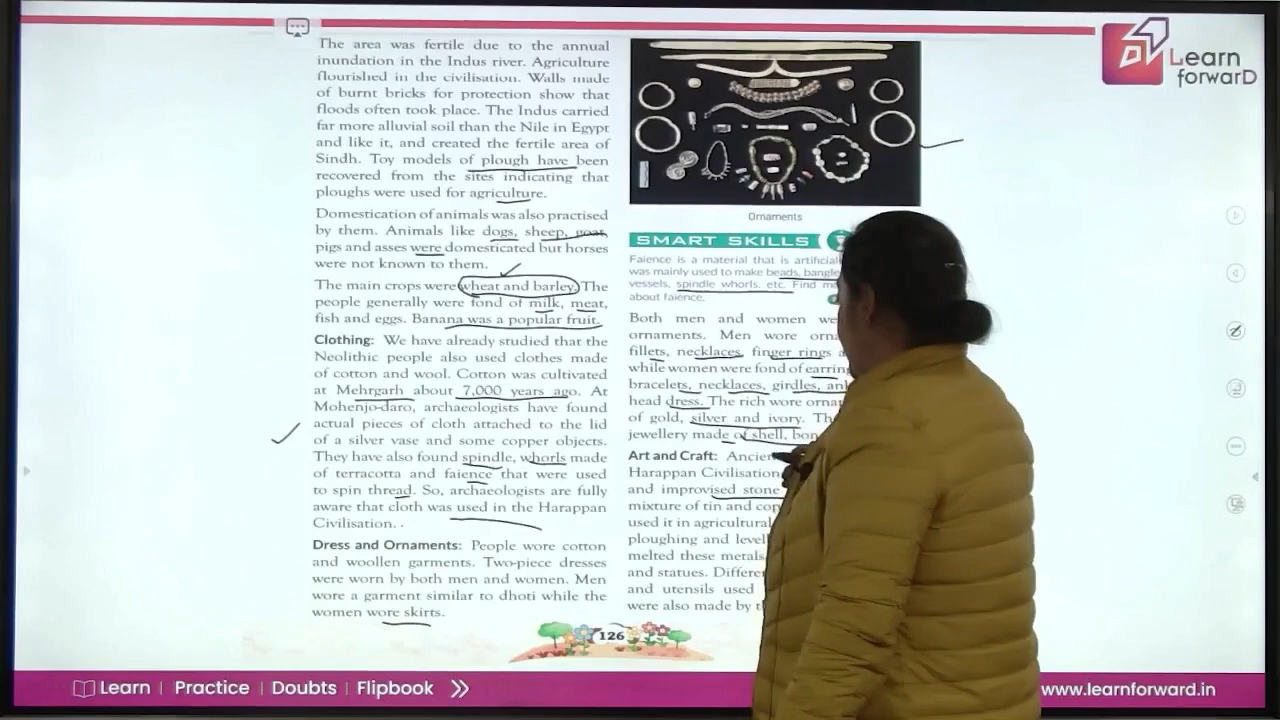 The area was fertile due to the annual
inundation in the Indus river. Agriculture
flourished in the civilisation. Walls made
of burnt bricks for protection show that
floods often took place. The Indus carried
far more alluvial soil than the Nile in Egypt
and like it, and created the fertile area of
Sindh. Toy models of plough have been
recovered from the sites indicating that
ploughs were used for agriculture.
Domestication of animals was also practised
by them. Animals like dogs, sheep, goat,
pigs and asses were domesticated but horses
were not known to them.
The main crops were wheat and barley. The
people generally were fond of milk, meat,
fish and eggs. Banana was a popular fruit.
Clothing: We have already studied that the
Neolithic people also used clothes made
of cotton and wool. Cotton was cultivated
at Mehrgarh about 7,000 years ago. At
Mohenjo-daro, archaeologists have found
actual pieces of cloth attached to the lid
of a silver vase and some copper objects.
They have also found spindle, whorls made
of terracotta and faience that were used
to spin thread. So, archaeologists are fully
aware that cloth was used in the Harappan
Civilisation.
Dress and Ornaments: People wore cotton
and woollen garments. Two-piece dresses
were worn by both men and women. Men
wore a garment similar to dhoti while the
women wore skirts.
Ornaments
SMART SKILLS
Faience is a material that is
was mainly used to make beads,
vessels, spindle whorls, etc. Find
about faience.
Both men and women
ornaments. Men wore
fillets, necklaces, finger rings
while women were fond of
bracelets, necklaces, girdles,
head dress. The rich wore
of gold, silver and ivory.
jewellery made of shell,
Art and Craft:
Harappan Civilisation
and improvised stone
mixture of tin and
used it in agricultural
ploughing and
melted these metals
and statues.
and utensils used
were also made by
126
Learn
forwarD
Learn | Practice | Doubts | Flipbook
www.learnforward.in